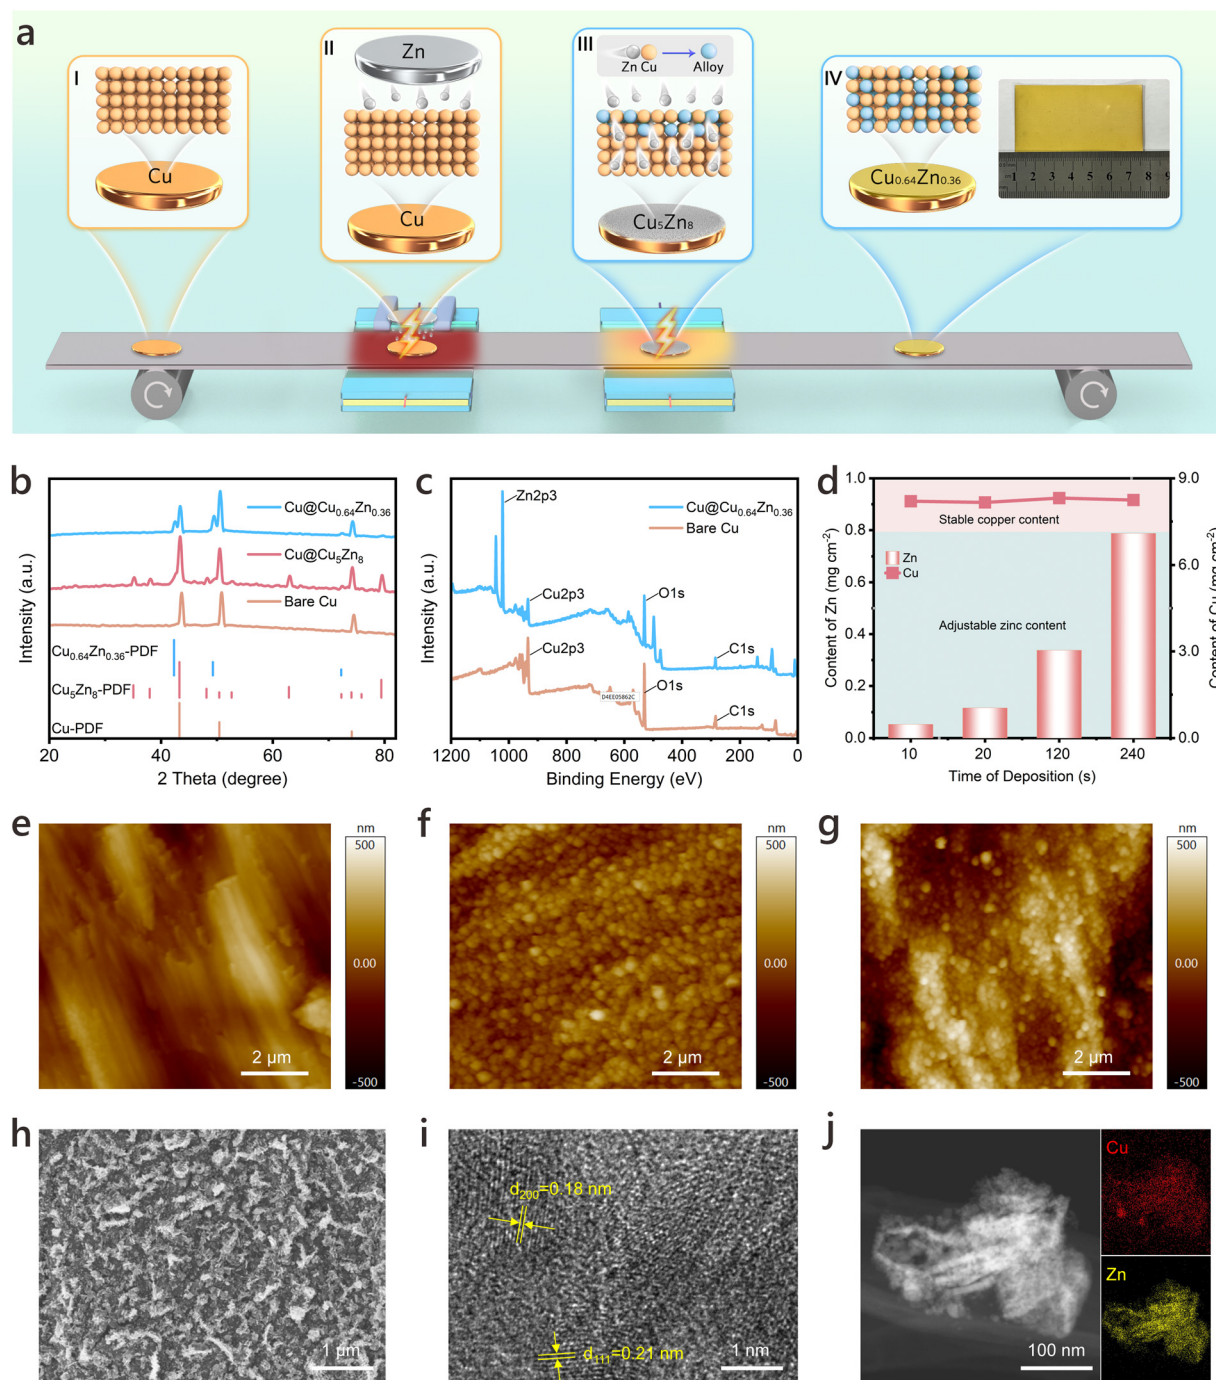 a
I
Cu
II
Zn
Cu
III
Zn Cu
Alloy
Cu5Zn8
IV
Cu0.64Zn0.36
1 2 3 4 5 6 7 8 9
b
Cu@Cu0.64Zn0.36
Cu@Cu5Zn8
Bare Cu
Cu0.64Zn0.36-PDF
Cu5Zn8-PDF
Cu-PDF
Intensity (a.u.)
20 40 60 80
2 Theta (degree)
c
Zn2p3
Cu@Cu0.64Zn0.36
Bare Cu
Cu2p3
O1s
C1s
Cu2p3
D4EE05862C
O1s
C1s
Intensity (a.u.)
1200 1000 800 600 400 200 0
Binding Energy (eV)
d
1.0
0.8
0.6
0.4
0.2
0.0
Content of Zn (mg cm-2)
Stable copper content
Zn
Cu
Adjustable zinc content
9.0
6.0
3.0
0.0
Content of Cu (mg cm-2)
10 20 120 240
Time of Deposition (s)
e
2 μm
nm
500
0.00
-500
f
2 μm
nm
500
0.00
-500
g
2 μm
nm
500
0.00
-500
h
1 μm
i
d200=0.18 nm
d111=0.21 nm
1 nm
j
100 nm
Cu
Zn